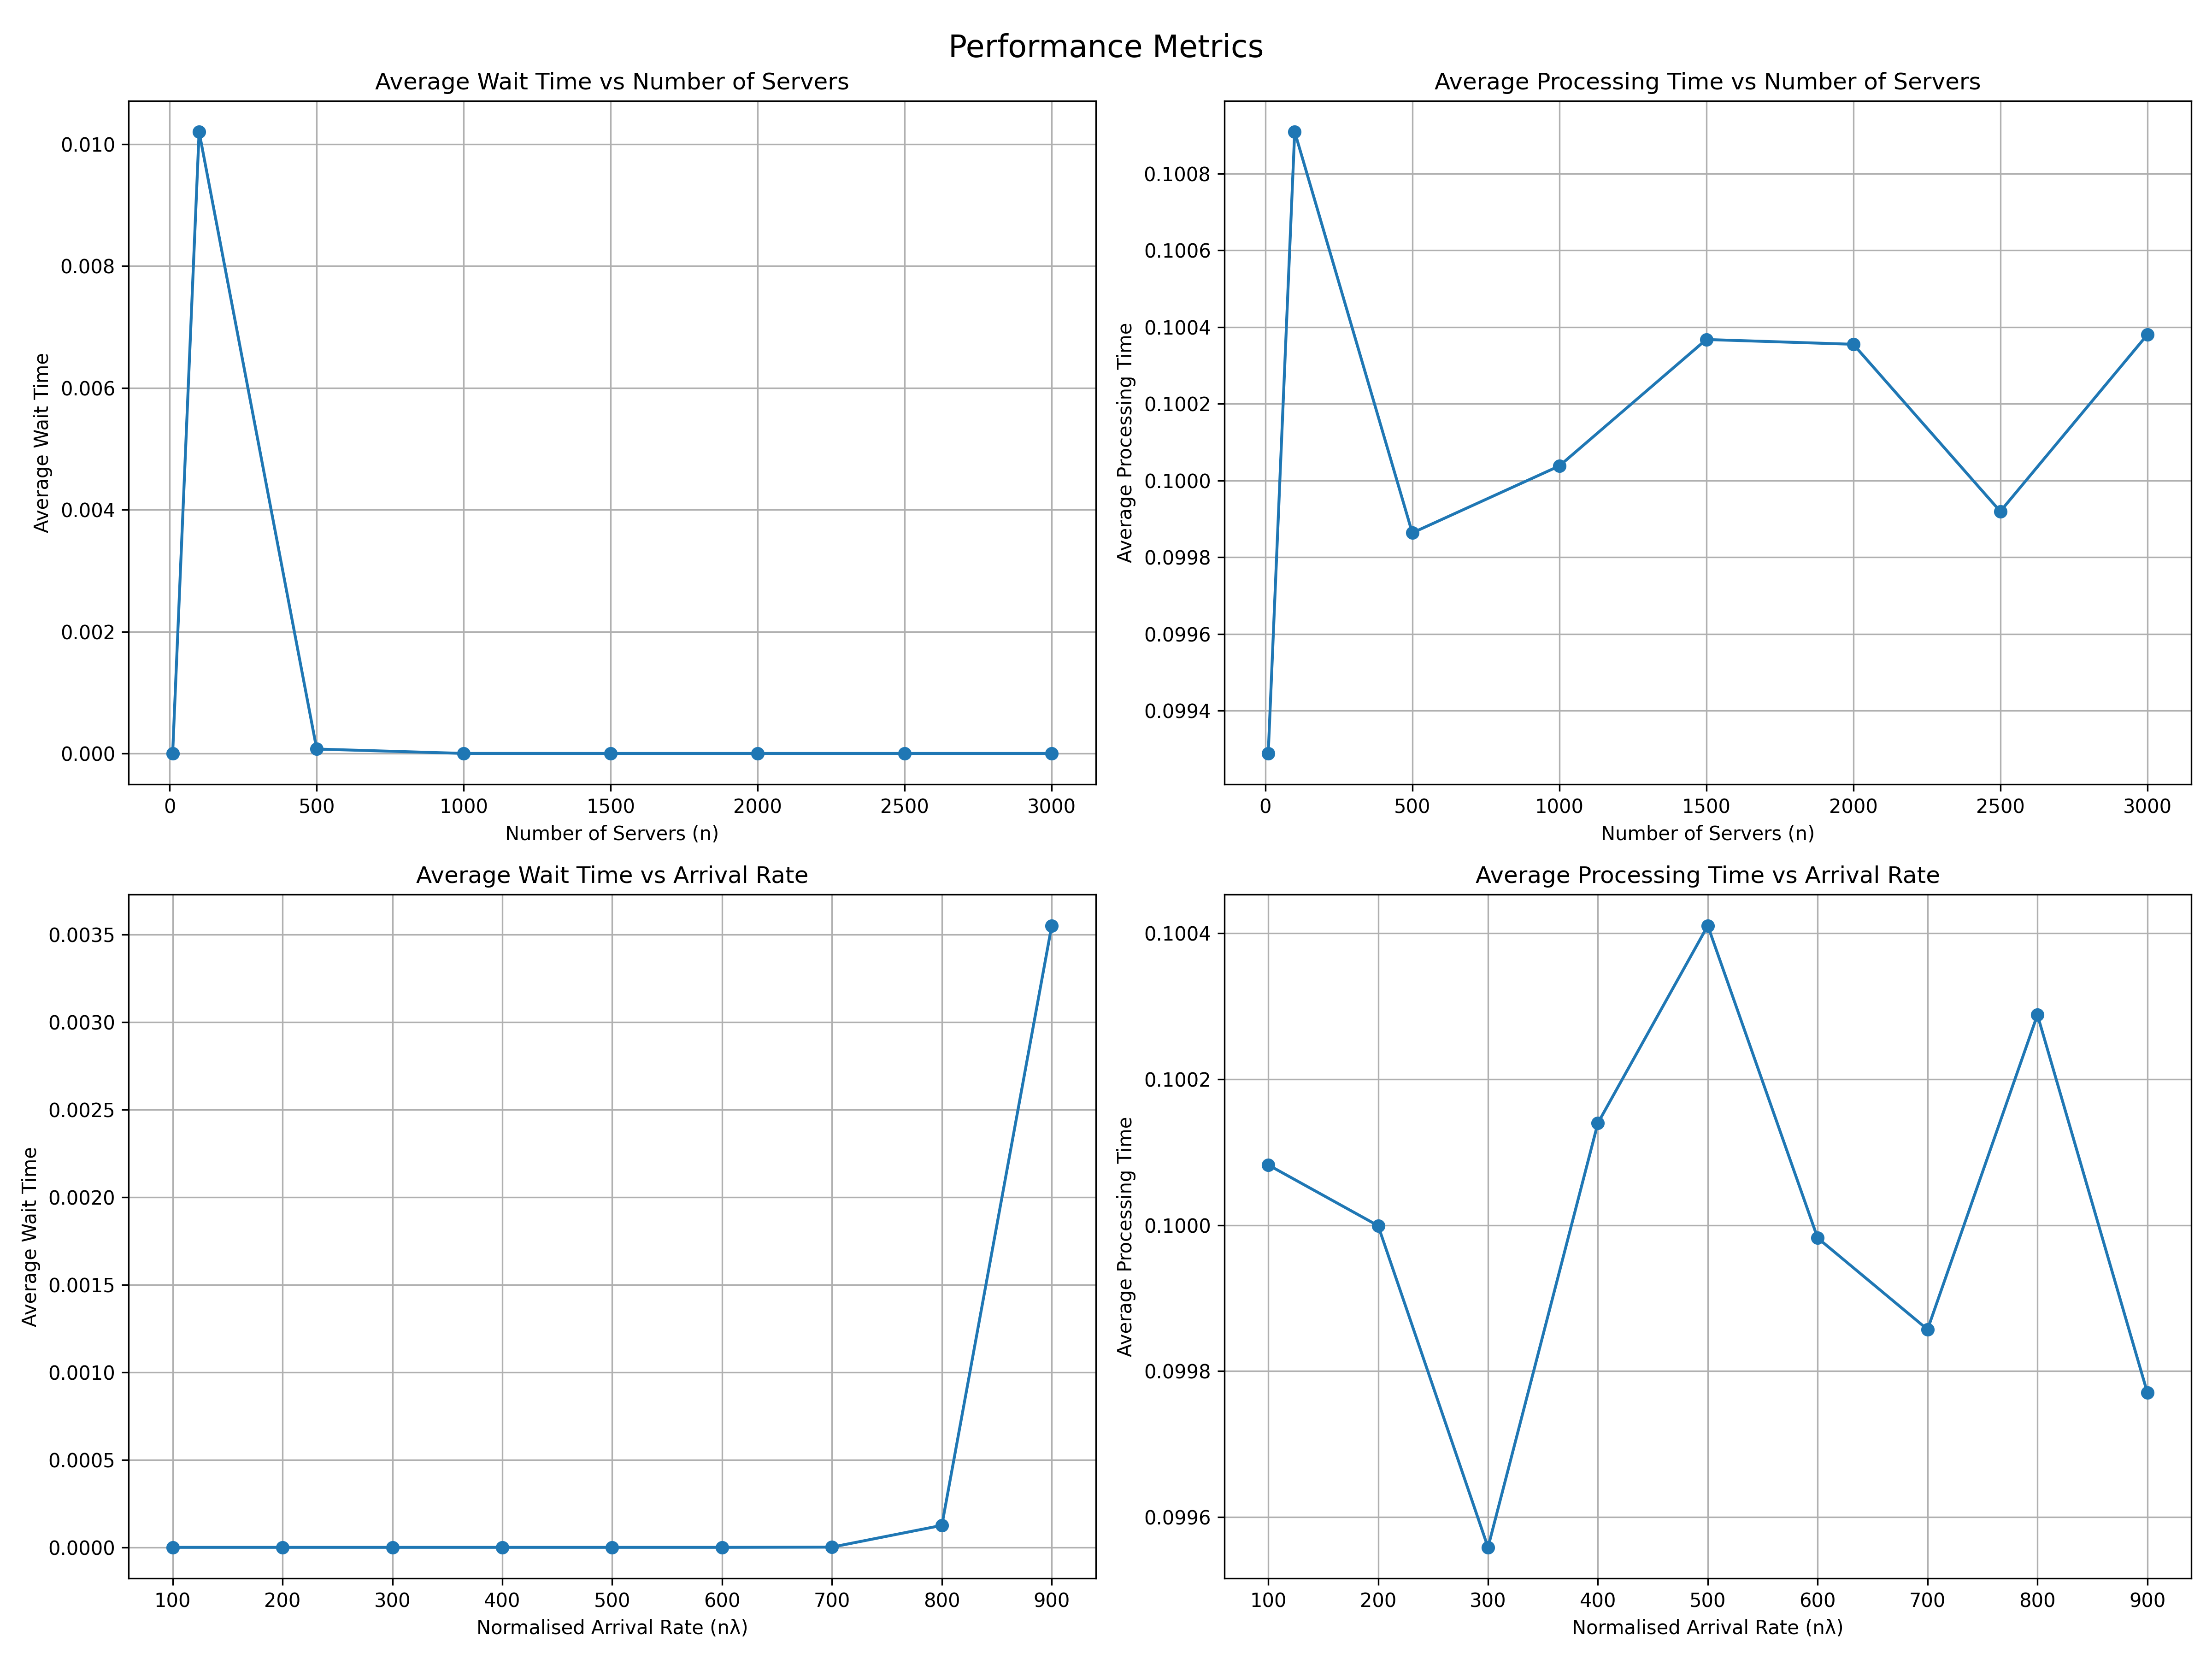 Performance Metrics
Average Wait Time vs Number of Servers
Average Wait Time
0.010
0.008
0.006
0.004
0.002
0.000
0 500 1000 1500 2000 2500 3000
Number of Servers (n)
Average Processing Time vs Number of Servers
Average Processing Time
0.1008
0.1006
0.1004
0.1002
0.1000
0.0998
0.0996
0.0994
0 500 1000 1500 2000 2500 3000
Number of Servers (n)
Average Wait Time vs Arrival Rate
Average Wait Time
0.0035
0.0030
0.0025
0.0020
0.0015
0.0010
0.0005
0.0000
100 200 300 400 500 600 700 800 900
Normalised Arrival Rate (nλ)
Average Processing Time vs Arrival Rate
Average Processing Time
0.1004
0.1002
0.1000
0.0998
0.0996
100 200 300 400 500 600 700 800 900
Normalised Arrival Rate (nλ)